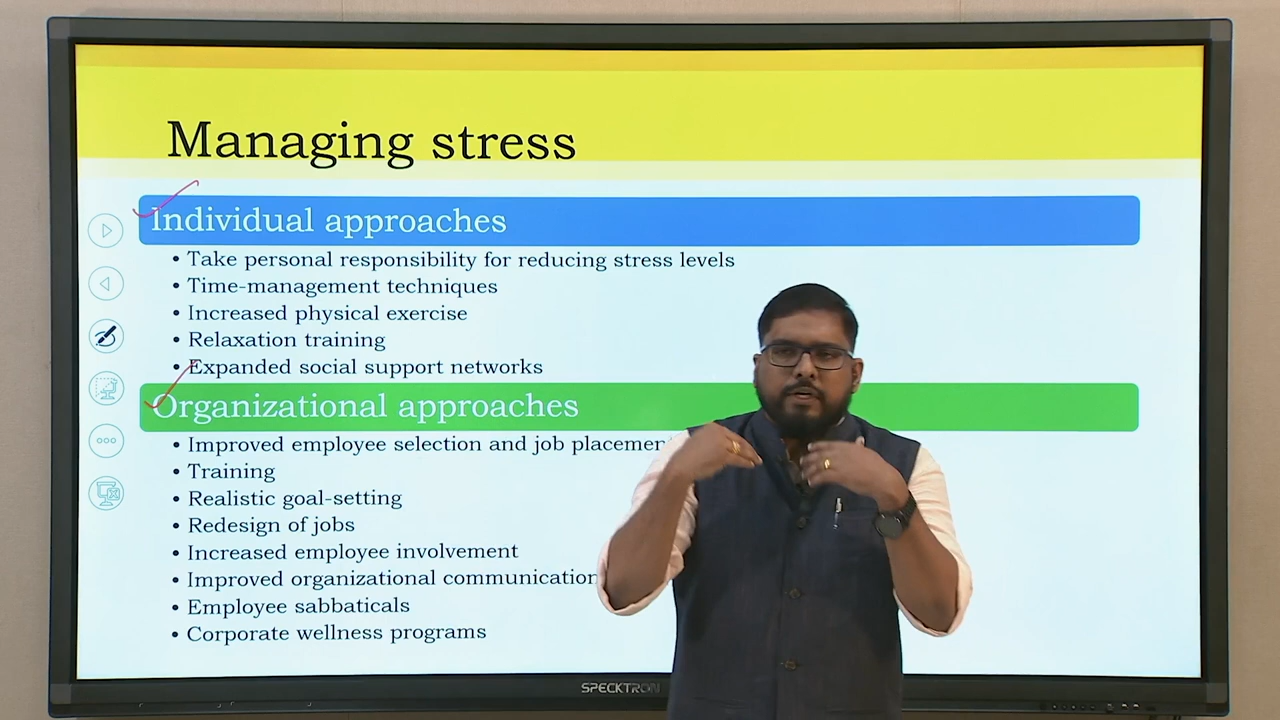 Managing stress
Individual approaches
• Take personal responsibility for reducing stress levels
• Time-management techniques
• Increased physical exercise
• Relaxation training
• Expanded social support networks
Organizational approaches
• Improved employee selection and job placement
• Training
• Realistic goal-setting
• Redesign of jobs
• Increased employee involvement
• Improved organizational communication
• Employee sabbaticals
• Corporate wellness programs
SPECKTRON